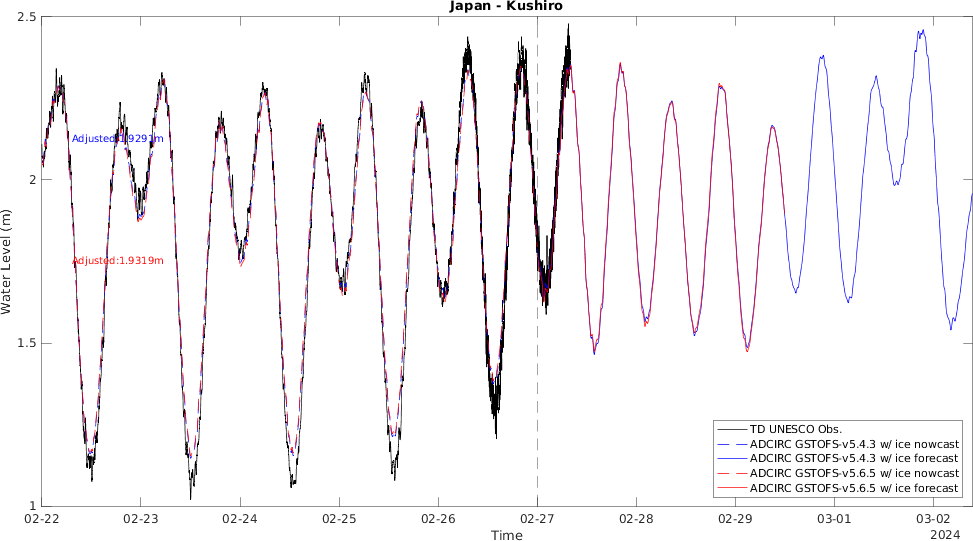 Japan - Kushiro
Water Level (m)
2.5
2
1.5
1
Adjusted:1.9291m
Adjusted:1.9319m
TD UNESCO Obs.
ADCIRC GSTOFS-v5.4.3 w/ ice nowcast
ADCIRC GSTOFS-v5.4.3 w/ ice forecast
ADCIRC GSTOFS-v5.6.5 w/ ice nowcast
ADCIRC GSTOFS-v5.6.5 w/ ice forecast
02-22 02-23 02-24 02-25 02-26 02-27 02-28 02-29 03-01 03-02
Time
2024